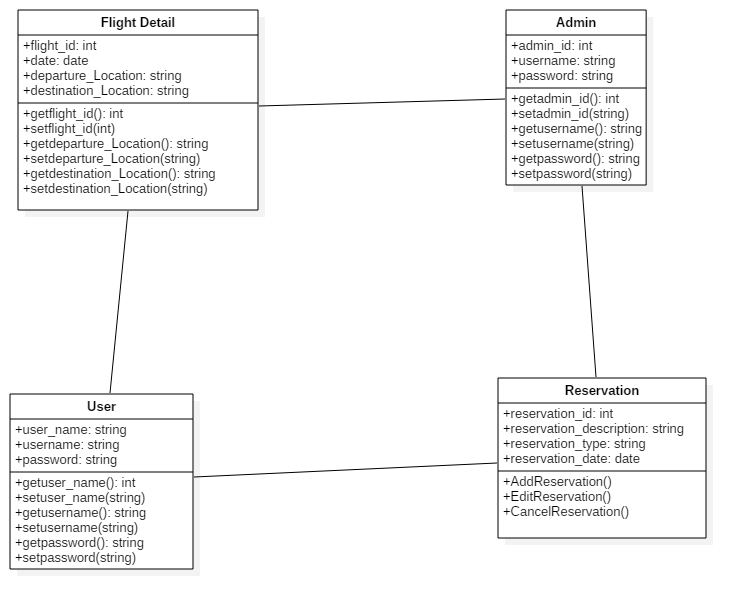 Flight Detail
+flight_id: int
+date: date
+departure_Location: string
+destination_Location: string
+getflight_id(): int
+setflight_id(int)
+getdeparture_Location(): string
+setdeparture_Location(string)
+getdestination_Location(): string
+setdestination_Location(string)
Admin
+admin_id: int
+username: string
+password: string
+getadmin_id(): int
+setadmin_id(string)
+getusername(): string
+setusername(string)
+getpassword(): string
+setpassword(string)
User
+user_name: string
+username: string
+password: string
+getuser_name(): int
+setuser_name(string)
+getusername(): string
+setusername(string)
+getpassword(): string
+setpassword(string)
Reservation
+reservation_id: int
+reservation_description: string
+reservation_type: string
+reservation_date: date
+AddReservation()
+EditReservation()
+CancelReservation()